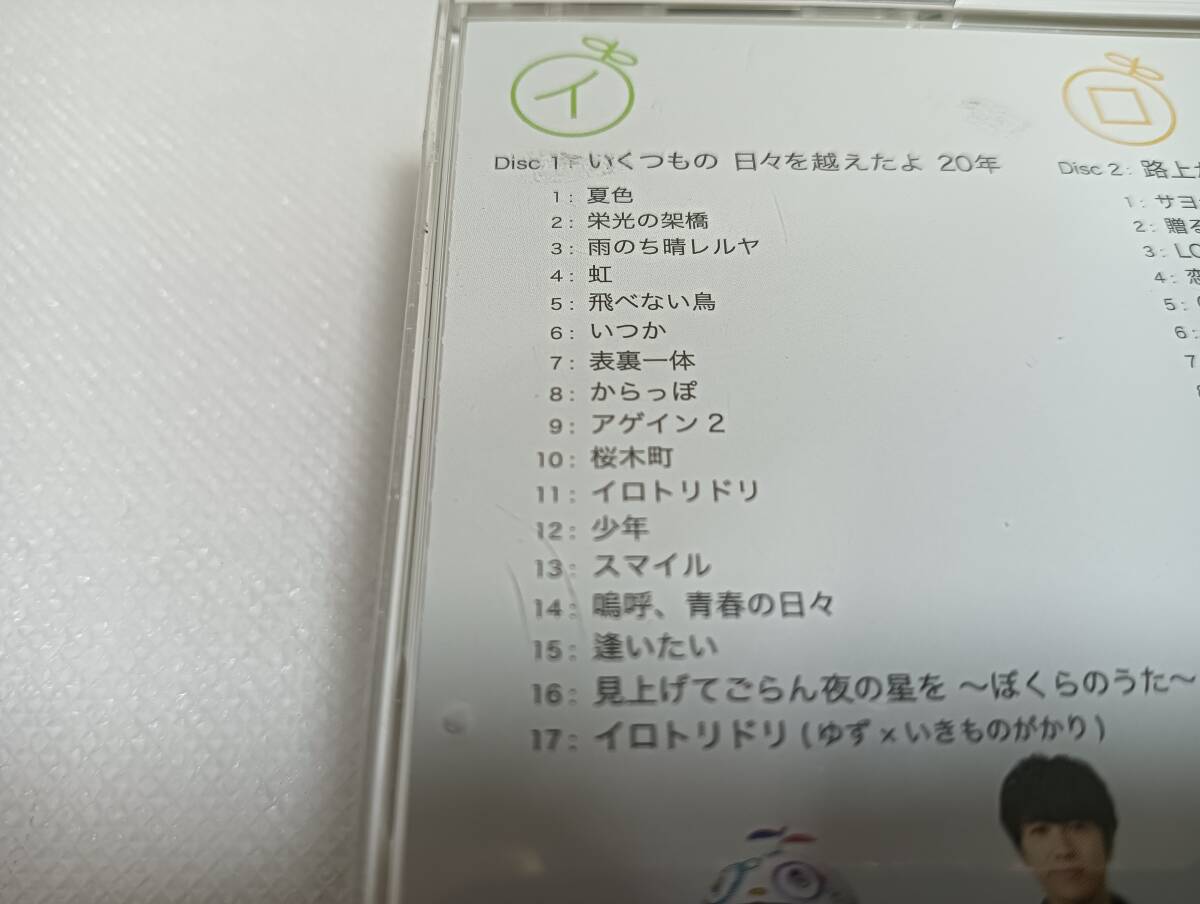 イ
Disc 1: いくつもの 日々を越えたよ 20年
1: 夏色
2: 栄光の架橋
3: 雨のち晴レルヤ
4: 虹
5: 飛べない鳥
6: いつか
7: 表裏一体
8: からっぽ
9: アゲイン2
10: 桜木町
11: イロトリドリ
12: 少年
13: スマイル
14: 嗚呼、青春の日々
15: 逢いたい
16: 見上げてごらん夜の星を ~ぼくらのうた~
17: イロトリドリ (ゆず×いきものがかり)
ロ
Disc 2: 路上
1: サヨ
2: 贈る
3: LO
4: 恋
5:
6:
7